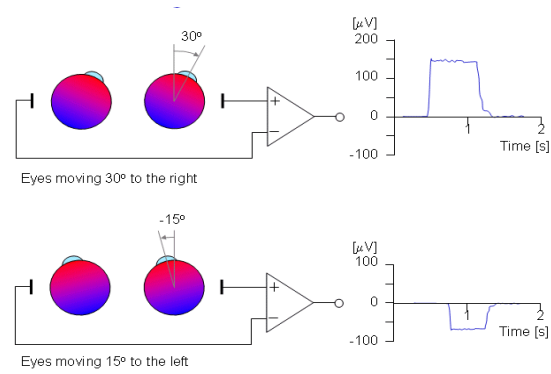 [μV]
200
30º
100
+
0
1
2
−
-100
Time [s]
Eyes moving 30º to the right
-15º
[μV]
100
+
0
1
2
−
Time [s]
-100
Eyes moving 15º to the left